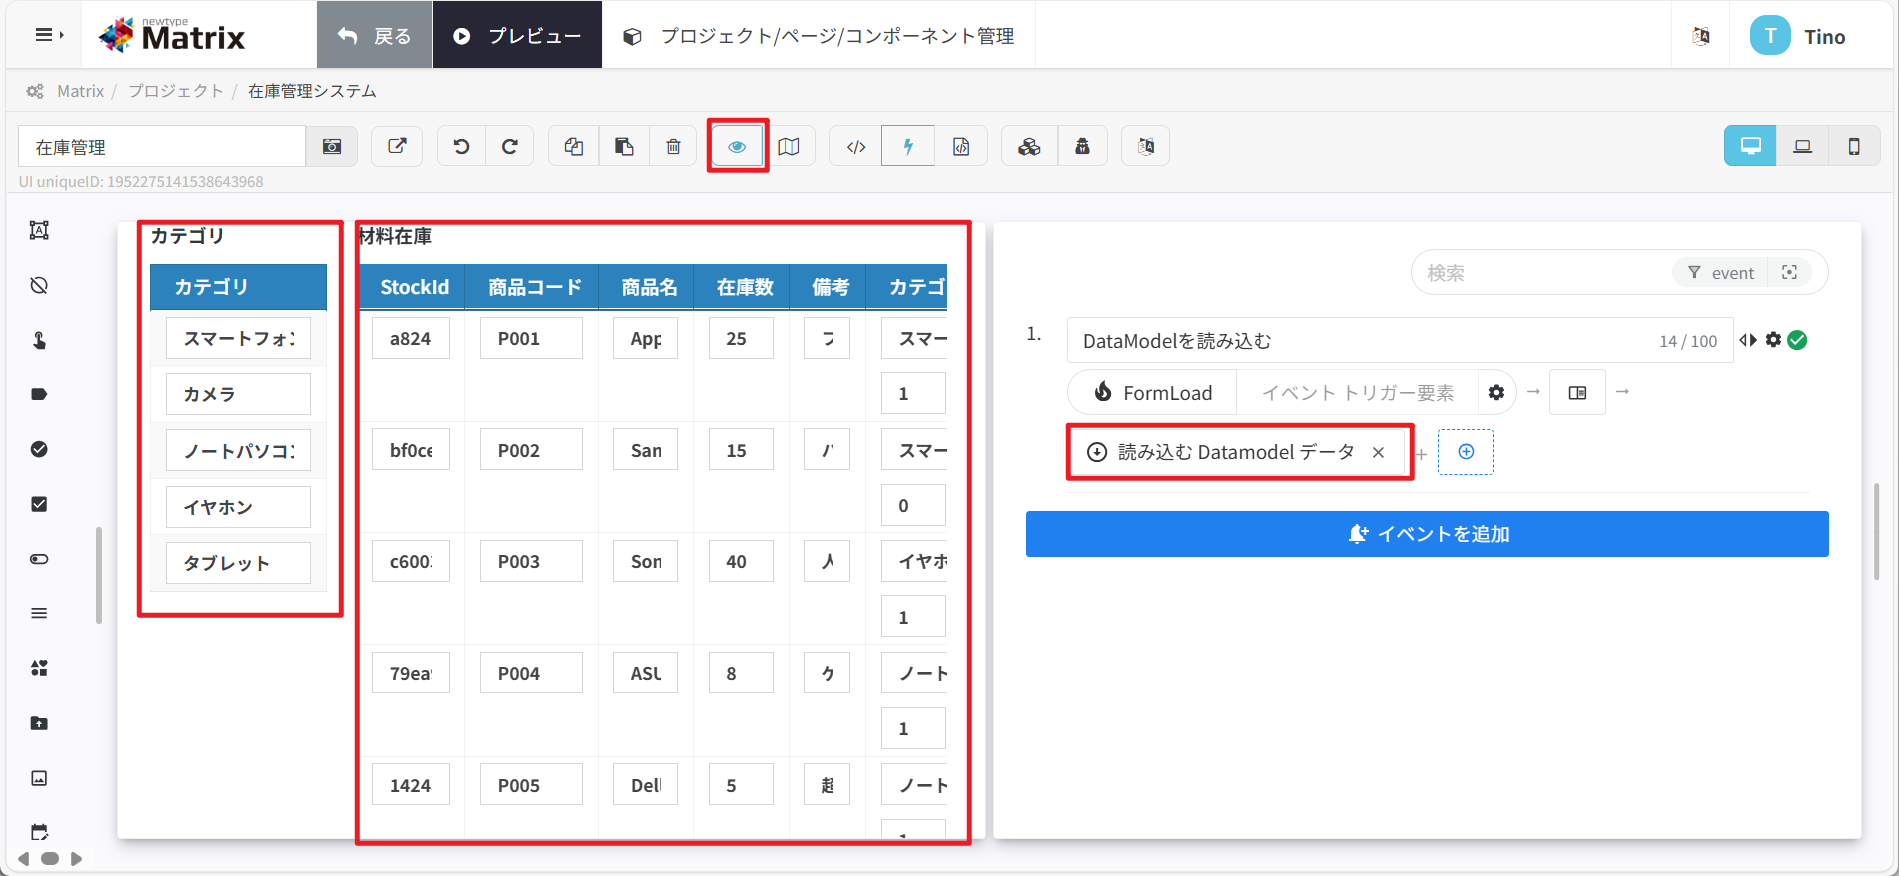 newtype
Matrix
戻る
プレビュー
プロジェクト/ページ/コンポーネント管理
T
Tino
Matrix / プロジェクト / 在庫管理システム
在庫管理
UI uniqueID: 1952275141538643968
カテゴリ
カテゴリ
スマートフォン
カメラ
ノートパソコン
イヤホン
タブレット
材料在庫
StockId 商品コード 商品名 在庫数 備考 カテゴ
a824 P001 App 25 スマー
1
bf0ce P002 San 15 スマー
0
c6003 P003 Son 40 イヤホ
1
79ea P004 ASU 8 ノート
1
1424 P005 Dell 5 超 ノート
検索
event
1.
DataModelを読み込む
14 / 100
FormLoad
イベント トリガー要素
→
→
読み込む Datamodel データ ×
+
イベントを追加